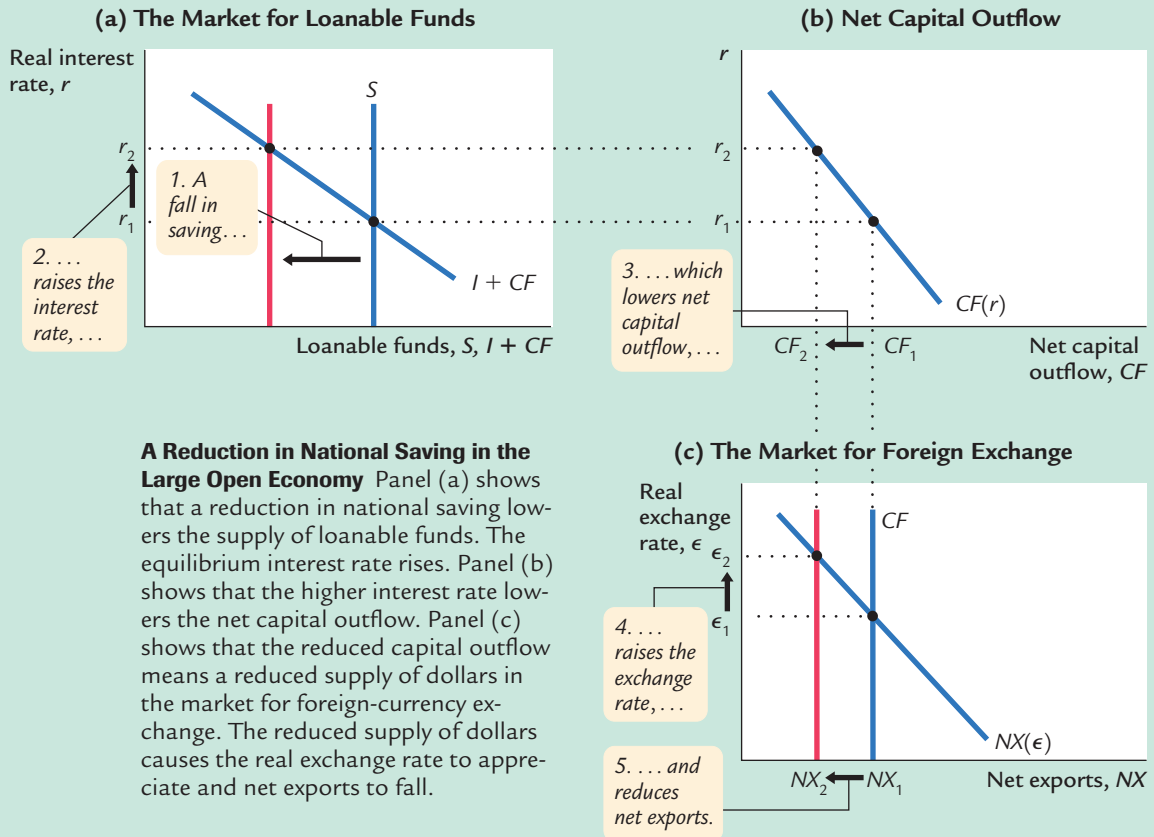 (a) The Market for Loanable Funds
Real interest
rate, r
S
r2
r1
1. A
fall in
saving . . .
2. . . .
raises the
interest
rate, . . .
I + CF
Loanable funds, S, I + CF
(b) Net Capital Outflow
r
r2
r1
3. . . . which
lowers net
capital
outflow, . . .
CF(r)
CF2
CF1
Net capital
outflow, CF
A Reduction in National Saving in the
Large Open Economy Panel (a) shows
that a reduction in national saving low-
ers the supply of loanable funds. The
equilibrium interest rate rises. Panel (b)
shows that the higher interest rate low-
ers the net capital outflow. Panel (c)
shows that the reduced capital outflow
means a reduced supply of dollars in
the market for foreign-currency ex-
change. The reduced supply of dollars
causes the real exchange rate to appre-
ciate and net exports to fall.
(c) The Market for Foreign Exchange
Real
exchange
rate, ϵ
CF
ϵ2
ϵ1
4. . . .
raises the
exchange
rate, . . .
NX(ϵ)
5. . . . and
reduces
net exports.
NX2
NX1
Net exports, NX